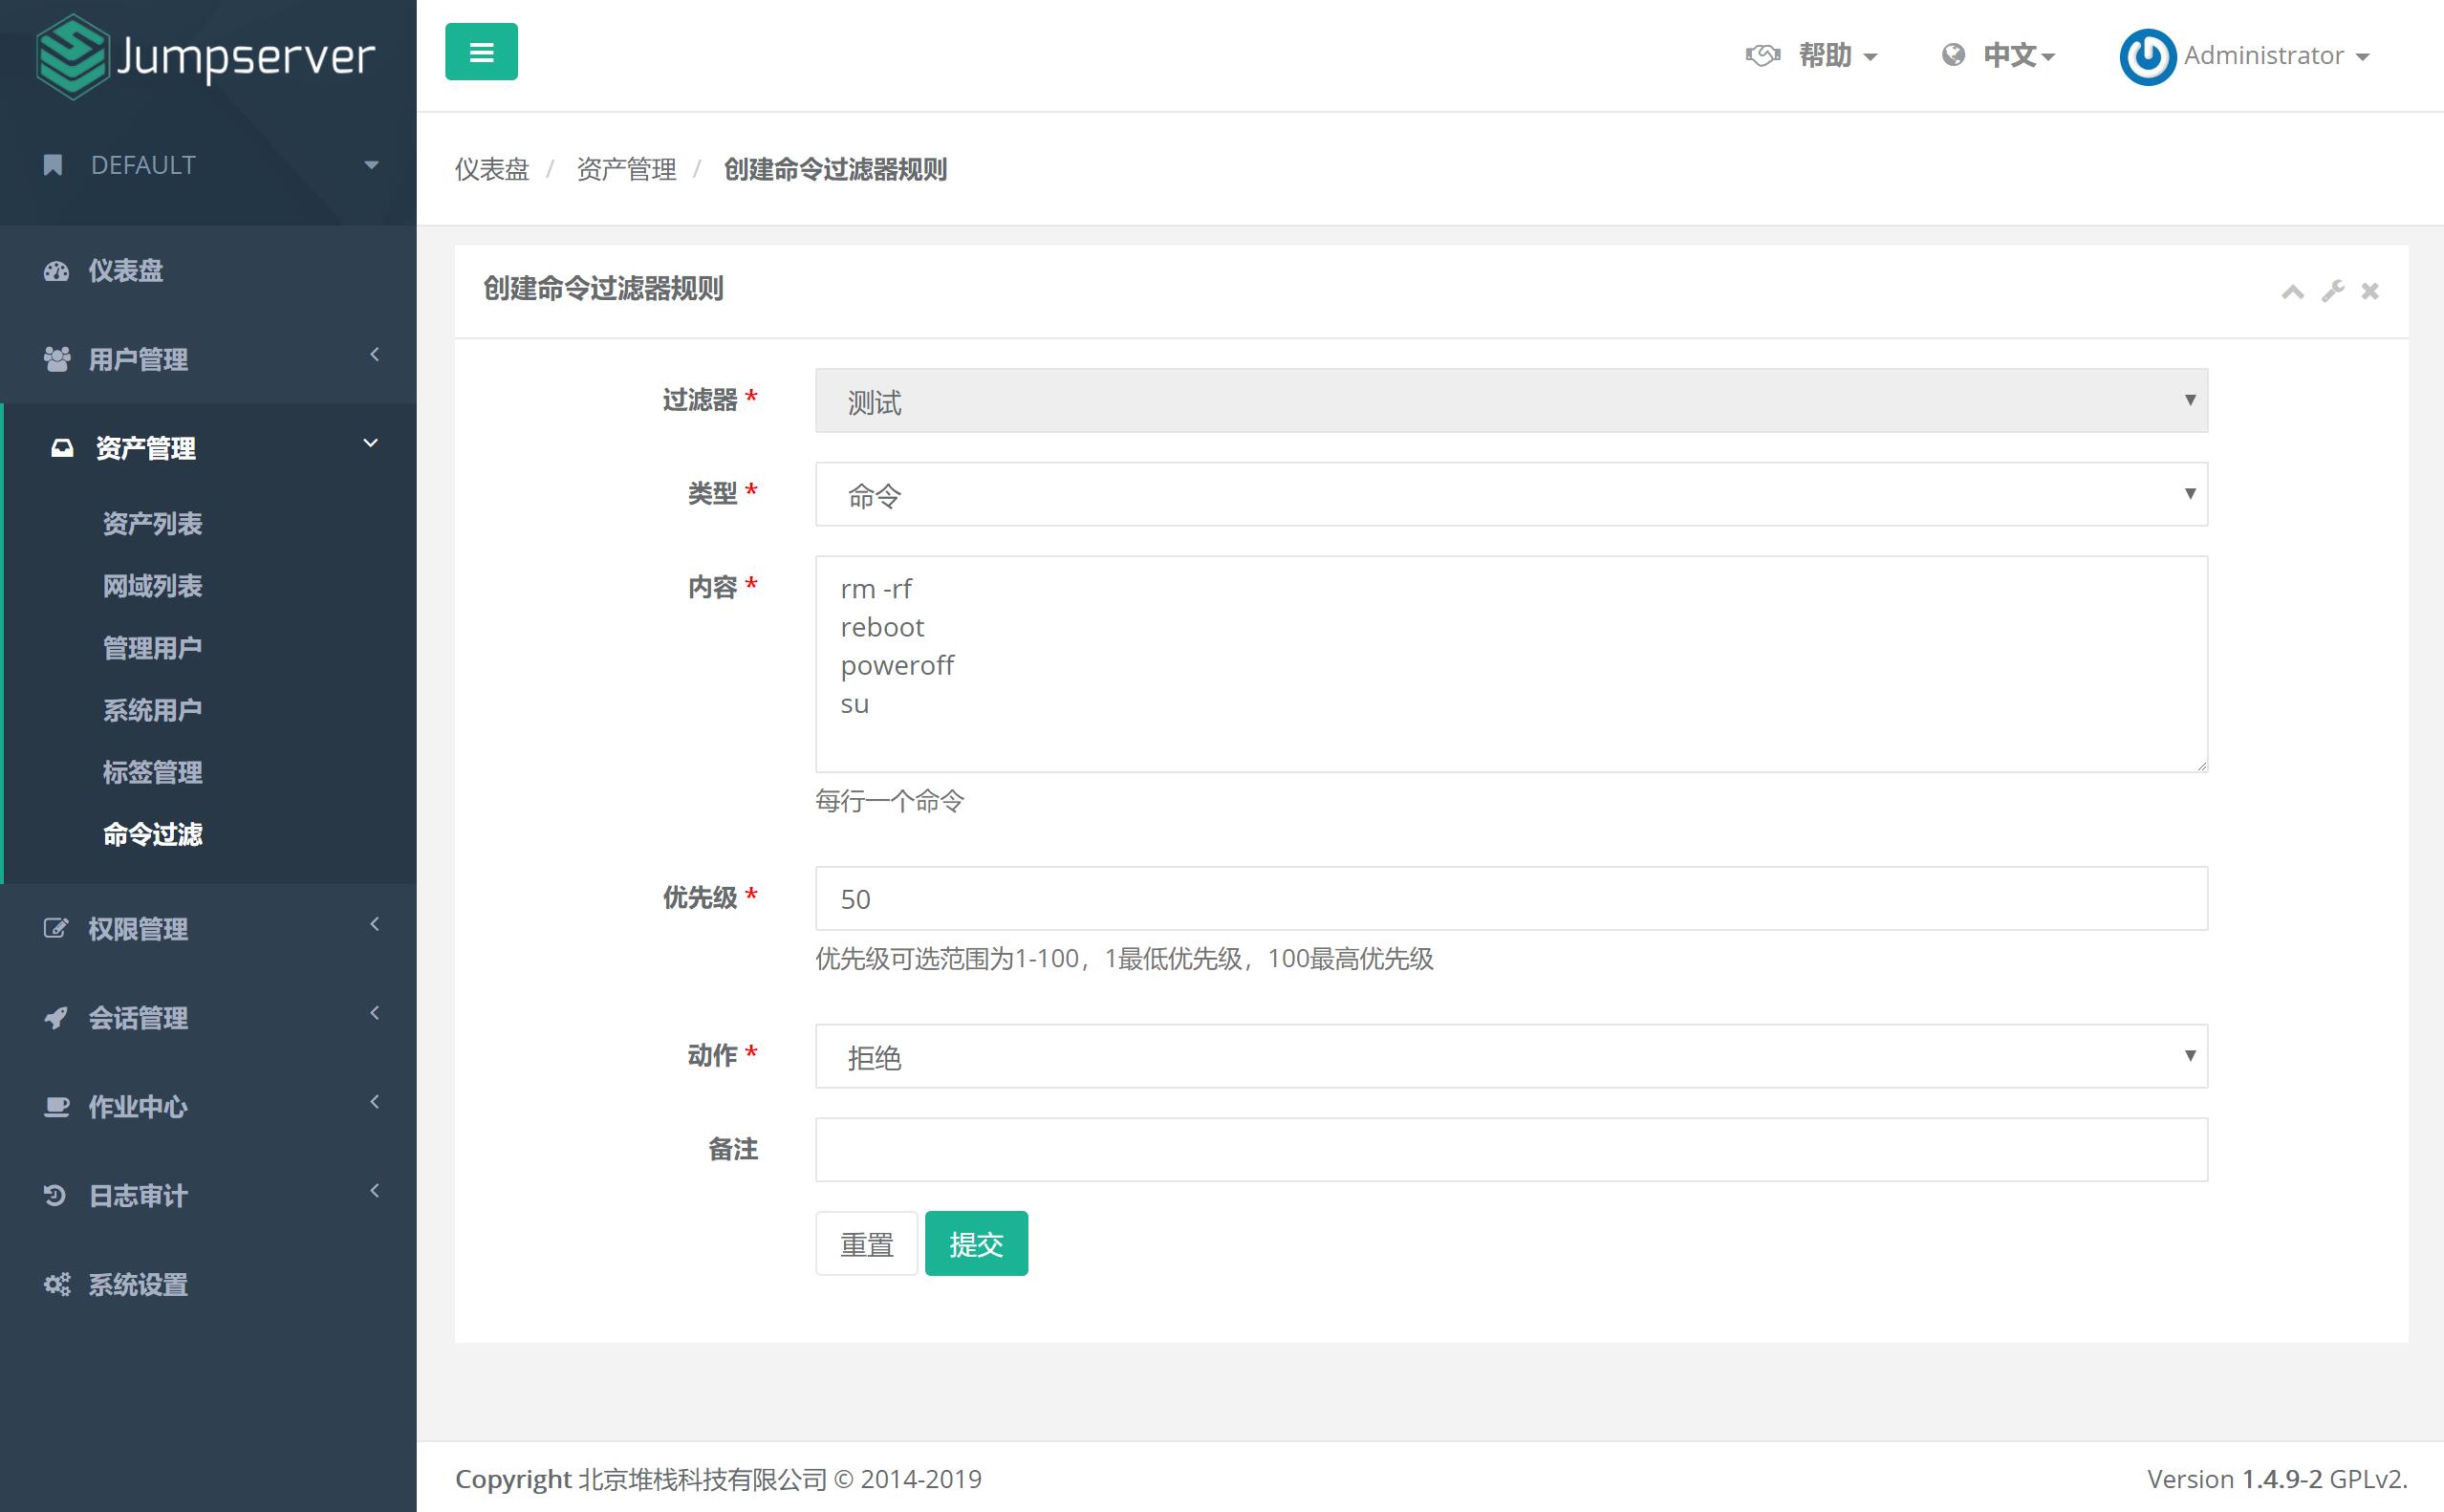 Jumpserver
DEFAULT
仪表盘
用户管理
资产管理
资产列表
网域列表
管理用户
系统用户
标签管理
命令过滤
权限管理
会话管理
作业中心
日志审计
系统设置
帮助
中文
Administrator
仪表盘 / 资产管理 / 创建命令过滤器规则
创建命令过滤器规则
过滤器 *
测试
类型 *
命令
内容 *
rm -rf
reboot
poweroff
su
每行一个命令
优先级 *
50
优先级可选范围为1-100，1最低优先级，100最高优先级
动作 *
拒绝
备注
重置
提交
Copyright 北京堆栈科技有限公司 © 2014-2019
Version 1.4.9-2 GPLv2.